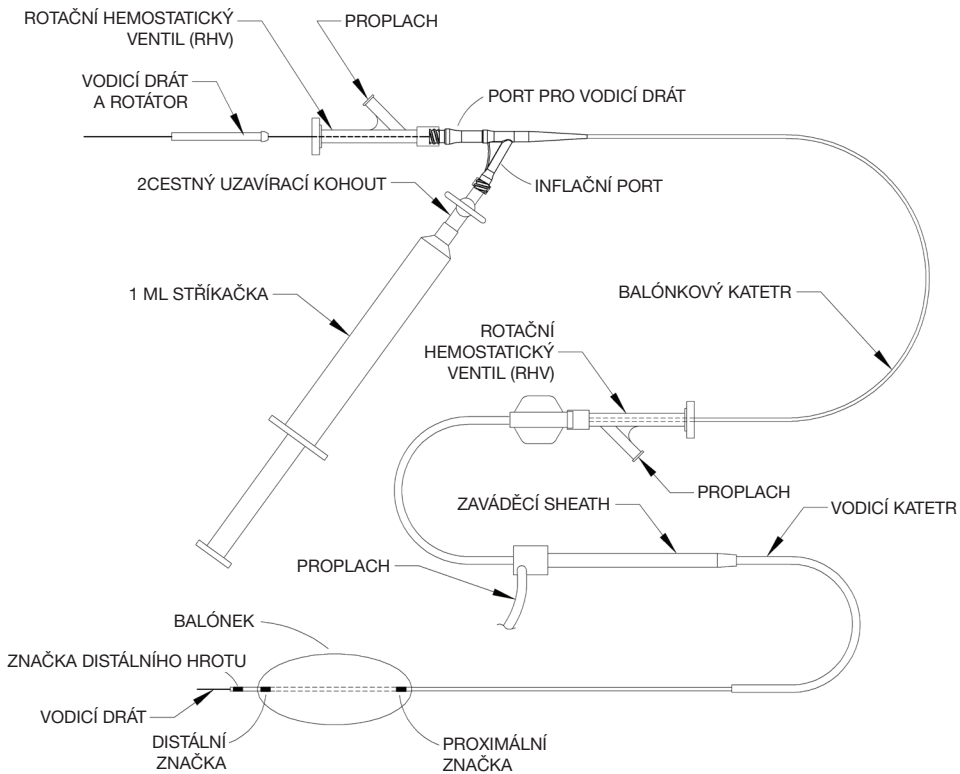 ROTAČNÍ HEMOSTATICKÝ
VENTIL (RHV)
PROPLACH
VODICÍ DRÁT
A ROTÁTOR
PORT PRO VODICÍ DRÁT
2CESTNÝ UZAVÍRACÍ KOHOUT
INFLAČNÍ PORT
1 ML STŘÍKAČKA
BALÓNKOVÝ KATETR
ROTAČNÍ
HEMOSTATICKÝ
VENTIL (RHV)
PROPLACH
ZAVÁDĚCÍ SHEATH
VODICÍ KATETR
PROPLACH
BALÓNEK
ZNAČKA DISTÁLNÍHO HROTU
VODICÍ DRÁT
DISTÁLNÍ
ZNAČKA
PROXIMÁLNÍ
ZNAČKA